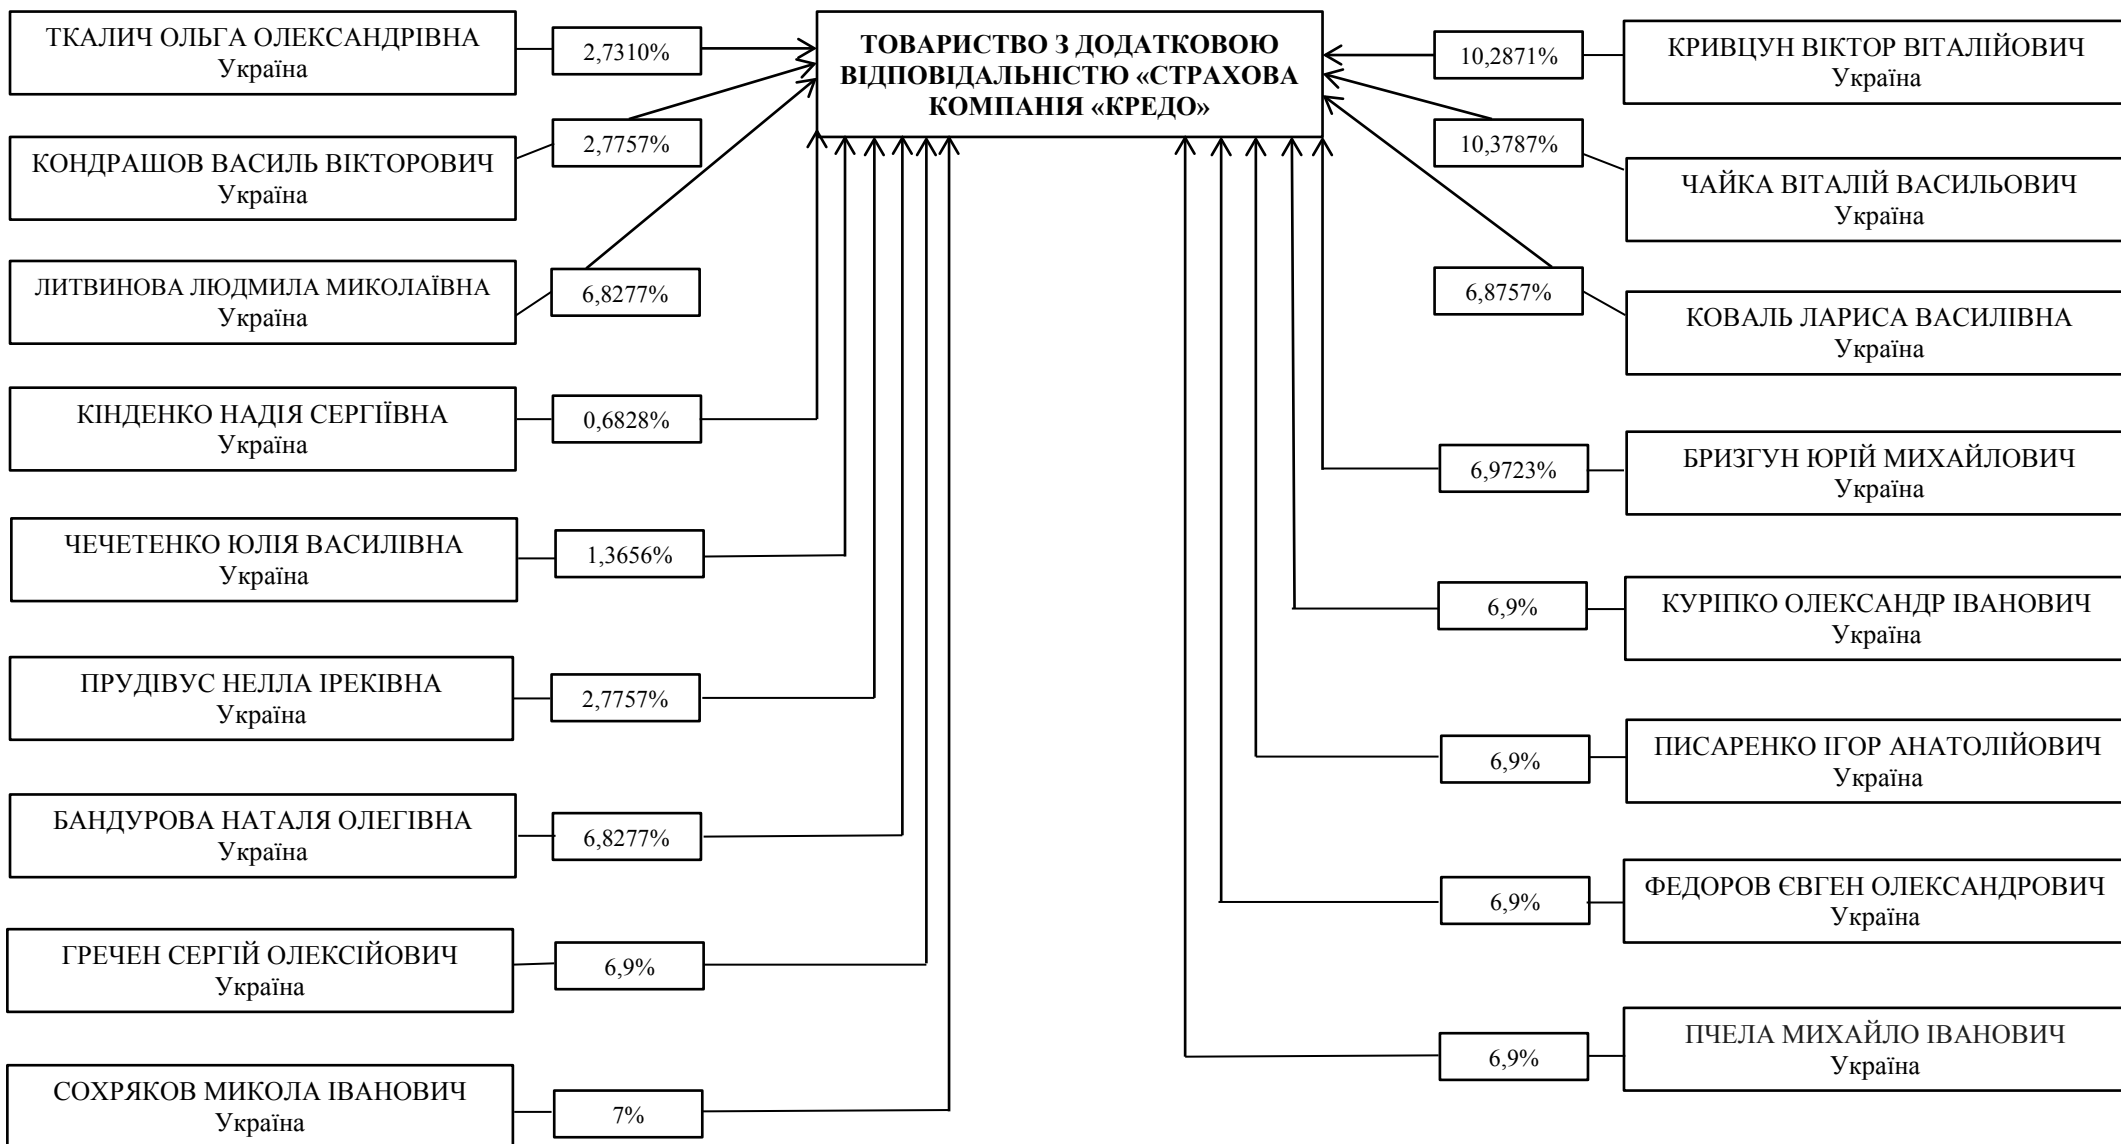 ТКАЛИЧ ОЛЬГА ОЛЕКСАНДРІВНА
Україна
2,7310%
ТОВАРИСТВО З ДОДАТКОВОЮ
ВІДПОВІДАЛЬНІСТЮ «СТРАХОВА
КОМПАНІЯ «КРЕДО»
10,2871%
КРИВЦУН ВІКТОР ВІТАЛІЙОВИЧ
Україна
КОНДРАШОВ ВАСИЛЬ ВІКТОРОВИЧ
Україна
2,7757%
10,3787%
ЧАЙКА ВІТАЛІЙ ВАСИЛЬОВИЧ
Україна
ЛИТВИНОВА ЛЮДМИЛА МИКОЛАЇВНА
Україна
6,8277%
6,8757%
КОВАЛЬ ЛАРИСА ВАСИЛІВНА
Україна
КІНДЕНКО НАДІЯ СЕРГІЇВНА
Україна
0,6828%
6,9723%
БРИЗГУН ЮРІЙ МИХАЙЛОВИЧ
Україна
ЧЕЧЕТЕНКО ЮЛІЯ ВАСИЛІВНА
Україна
1,3656%
6,9%
КУРІПКО ОЛЕКСАНДР ІВАНОВИЧ
Україна
ПРУДІВУС НЕЛЛА ІРЕКІВНА
Україна
2,7757%
6,9%
ПИСАРЕНКО ІГОР АНАТОЛІЙОВИЧ
Україна
БАНДУРОВА НАТАЛЯ ОЛЕГІВНА
Україна
6,8277%
6,9%
ФЕДОРОВ ЄВГЕН ОЛЕКСАНДРОВИЧ
Україна
ГРЕЧЕН СЕРГІЙ ОЛЕКСІЙОВИЧ
Україна
6,9%
6,9%
ПЧЕЛА МИХАЙЛО ІВАНОВИЧ
Україна
СОХРЯКОВ МИКОЛА ІВАНОВИЧ
Україна
7%